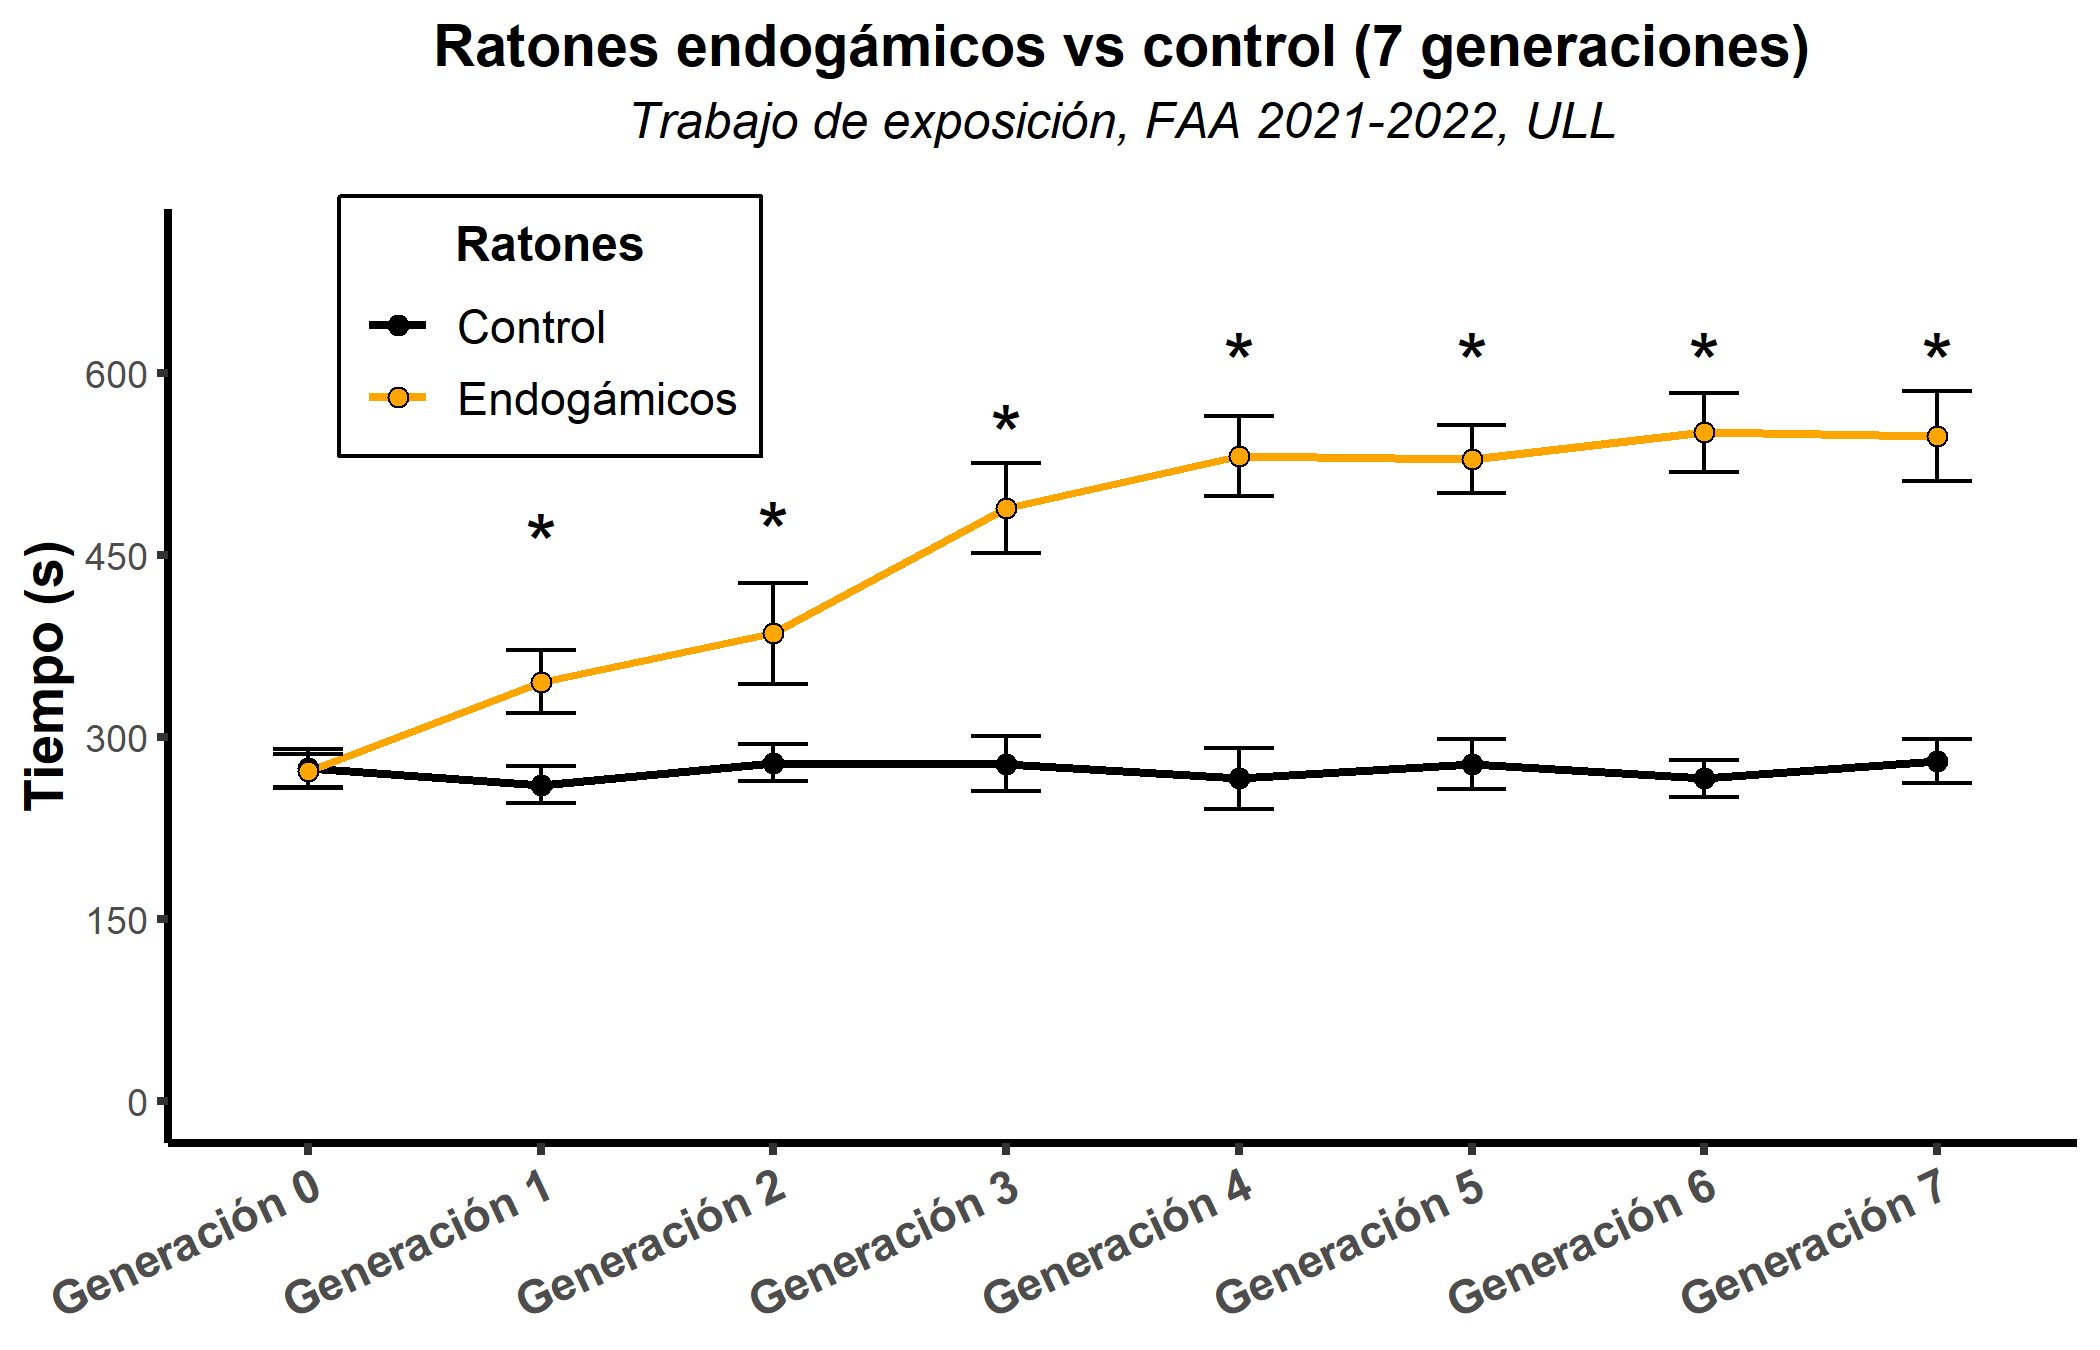 Ratones endogámicos vs control (7 generaciones)
Trabajo de exposición, FAA 2021-2022, ULL
Ratones
Control
Endogámicos
Tiempo (s)
600
450
300
150
0
*
*
*
*
*
*
*
Generación 0
Generación 1
Generación 2
Generación 3
Generación 4
Generación 5
Generación 6
Generación 7